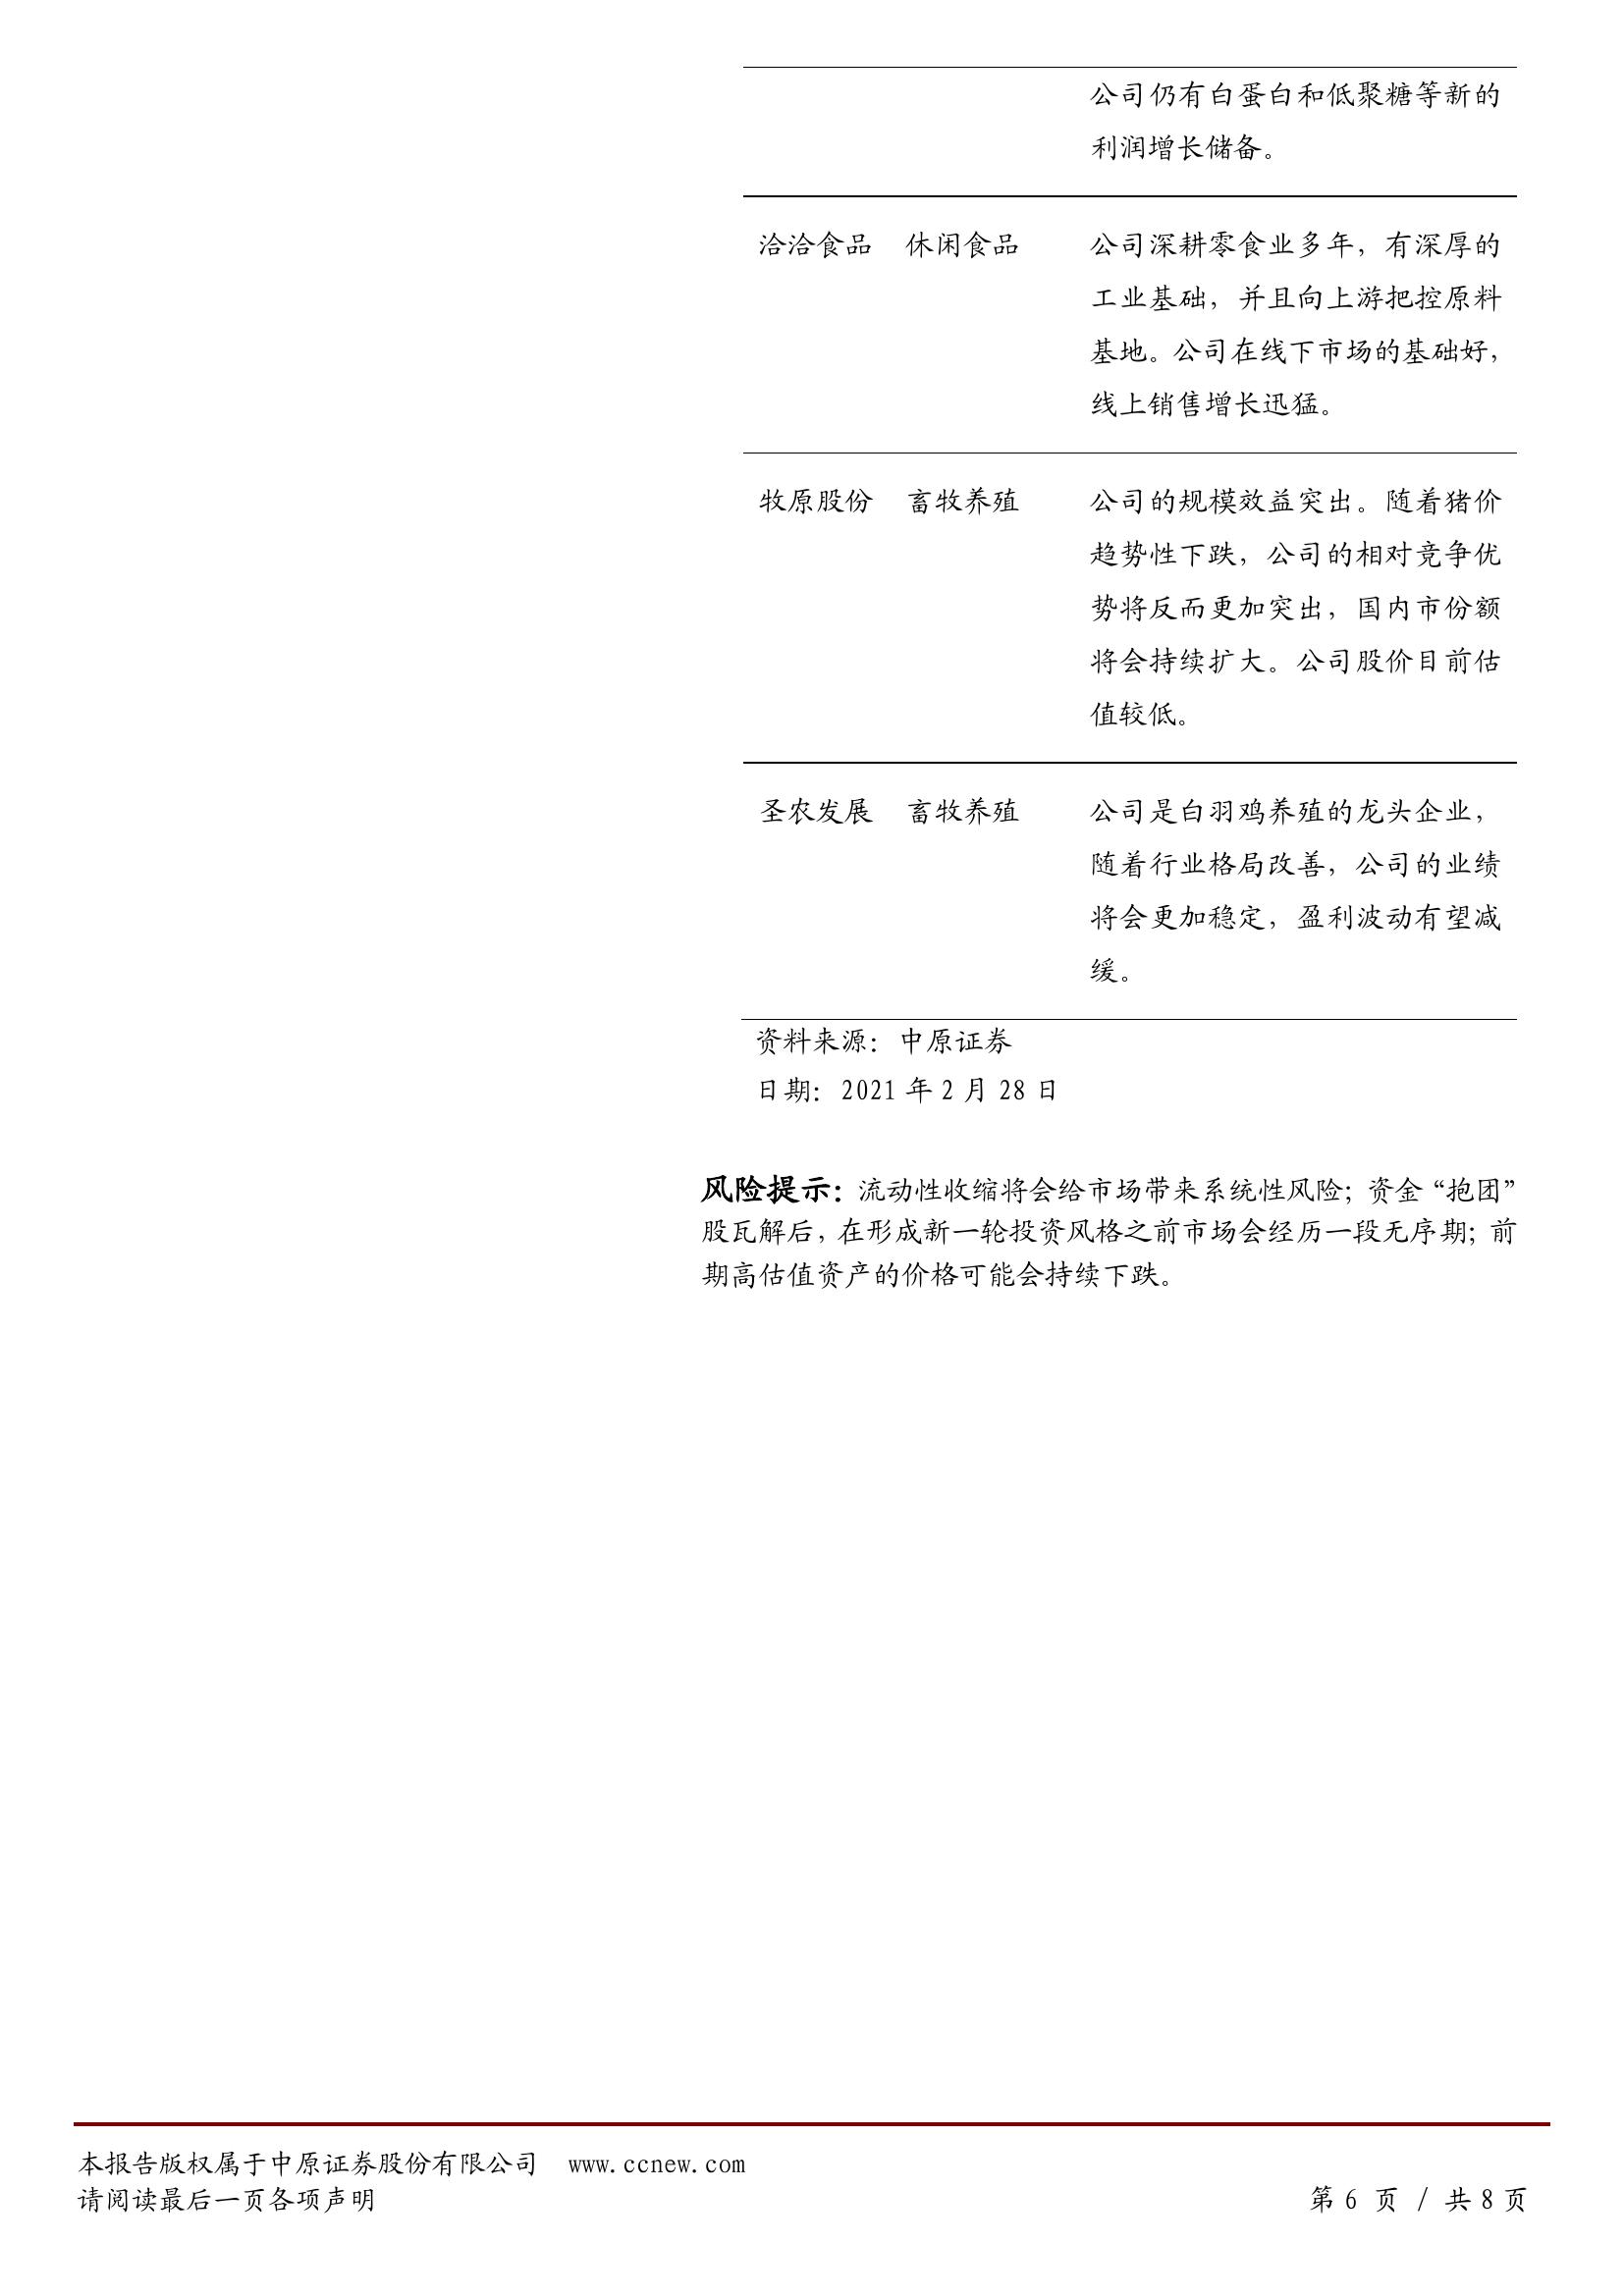 公司仍有白蛋白和低聚糖等新的
利润增长储备。
洽洽食品 休闲食品 公司深耕零食业多年，有深厚的
工业基础，并且向上游把控原料
基地。公司在线下市场的基础好，
线上销售增长迅猛。
牧原股份 畜牧养殖 公司的规模效益突出。随着猪价
趋势性下跌，公司的相对竞争优
势将反而更加突出，国内市份额
将会持续扩大。公司股价目前估
值较低。
圣农发展 畜牧养殖 公司是白羽鸡养殖的龙头企业，
随着行业格局改善，公司的业绩
将会更加稳定，盈利波动有望减
缓。
资料来源：中原证券
日期：2021 年 2 月 28 日
风险提示：流动性收缩将会给市场带来系统性风险；资金“抱团”
股瓦解后，在形成新一轮投资风格之前市场会经历一段无序期；前
期高估值资产的价格可能会持续下跌。
本报告版权属于中原证券股份有限公司 www.ccnew.com
请阅读最后一页各项声明 第 6 页 / 共 8 页